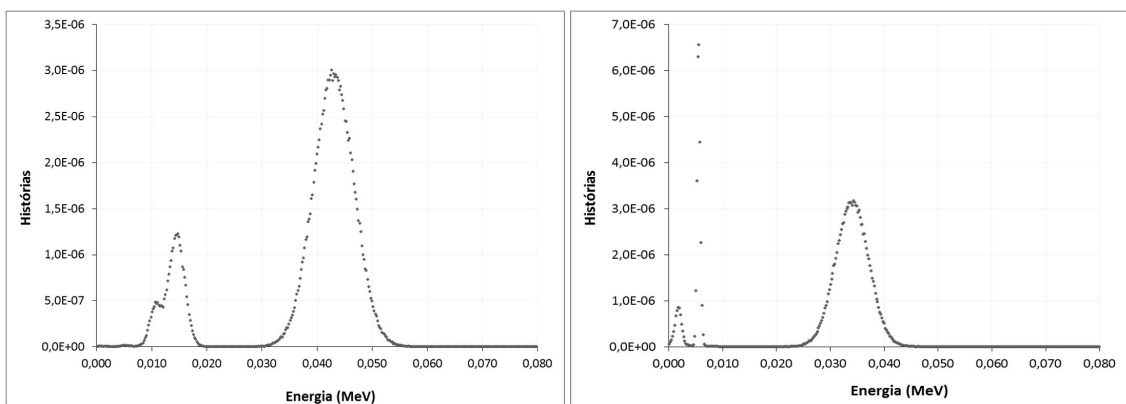 3,5E-06
3,0E-06
2,5E-06
2,0E-06
1,5E-06
1,0E-06
5,0E-07
0,0E+00
Histórias
0,000 0,010 0,020 0,030 0,040 0,050 0,060 0,070 0,080
Energia (MeV)
7,0E-06
6,0E-06
5,0E-06
4,0E-06
3,0E-06
2,0E-06
1,0E-06
0,0E+00
Histórias
0,000 0,010 0,020 0,030 0,040 0,050 0,060 0,070 0,080
Energia (MeV)